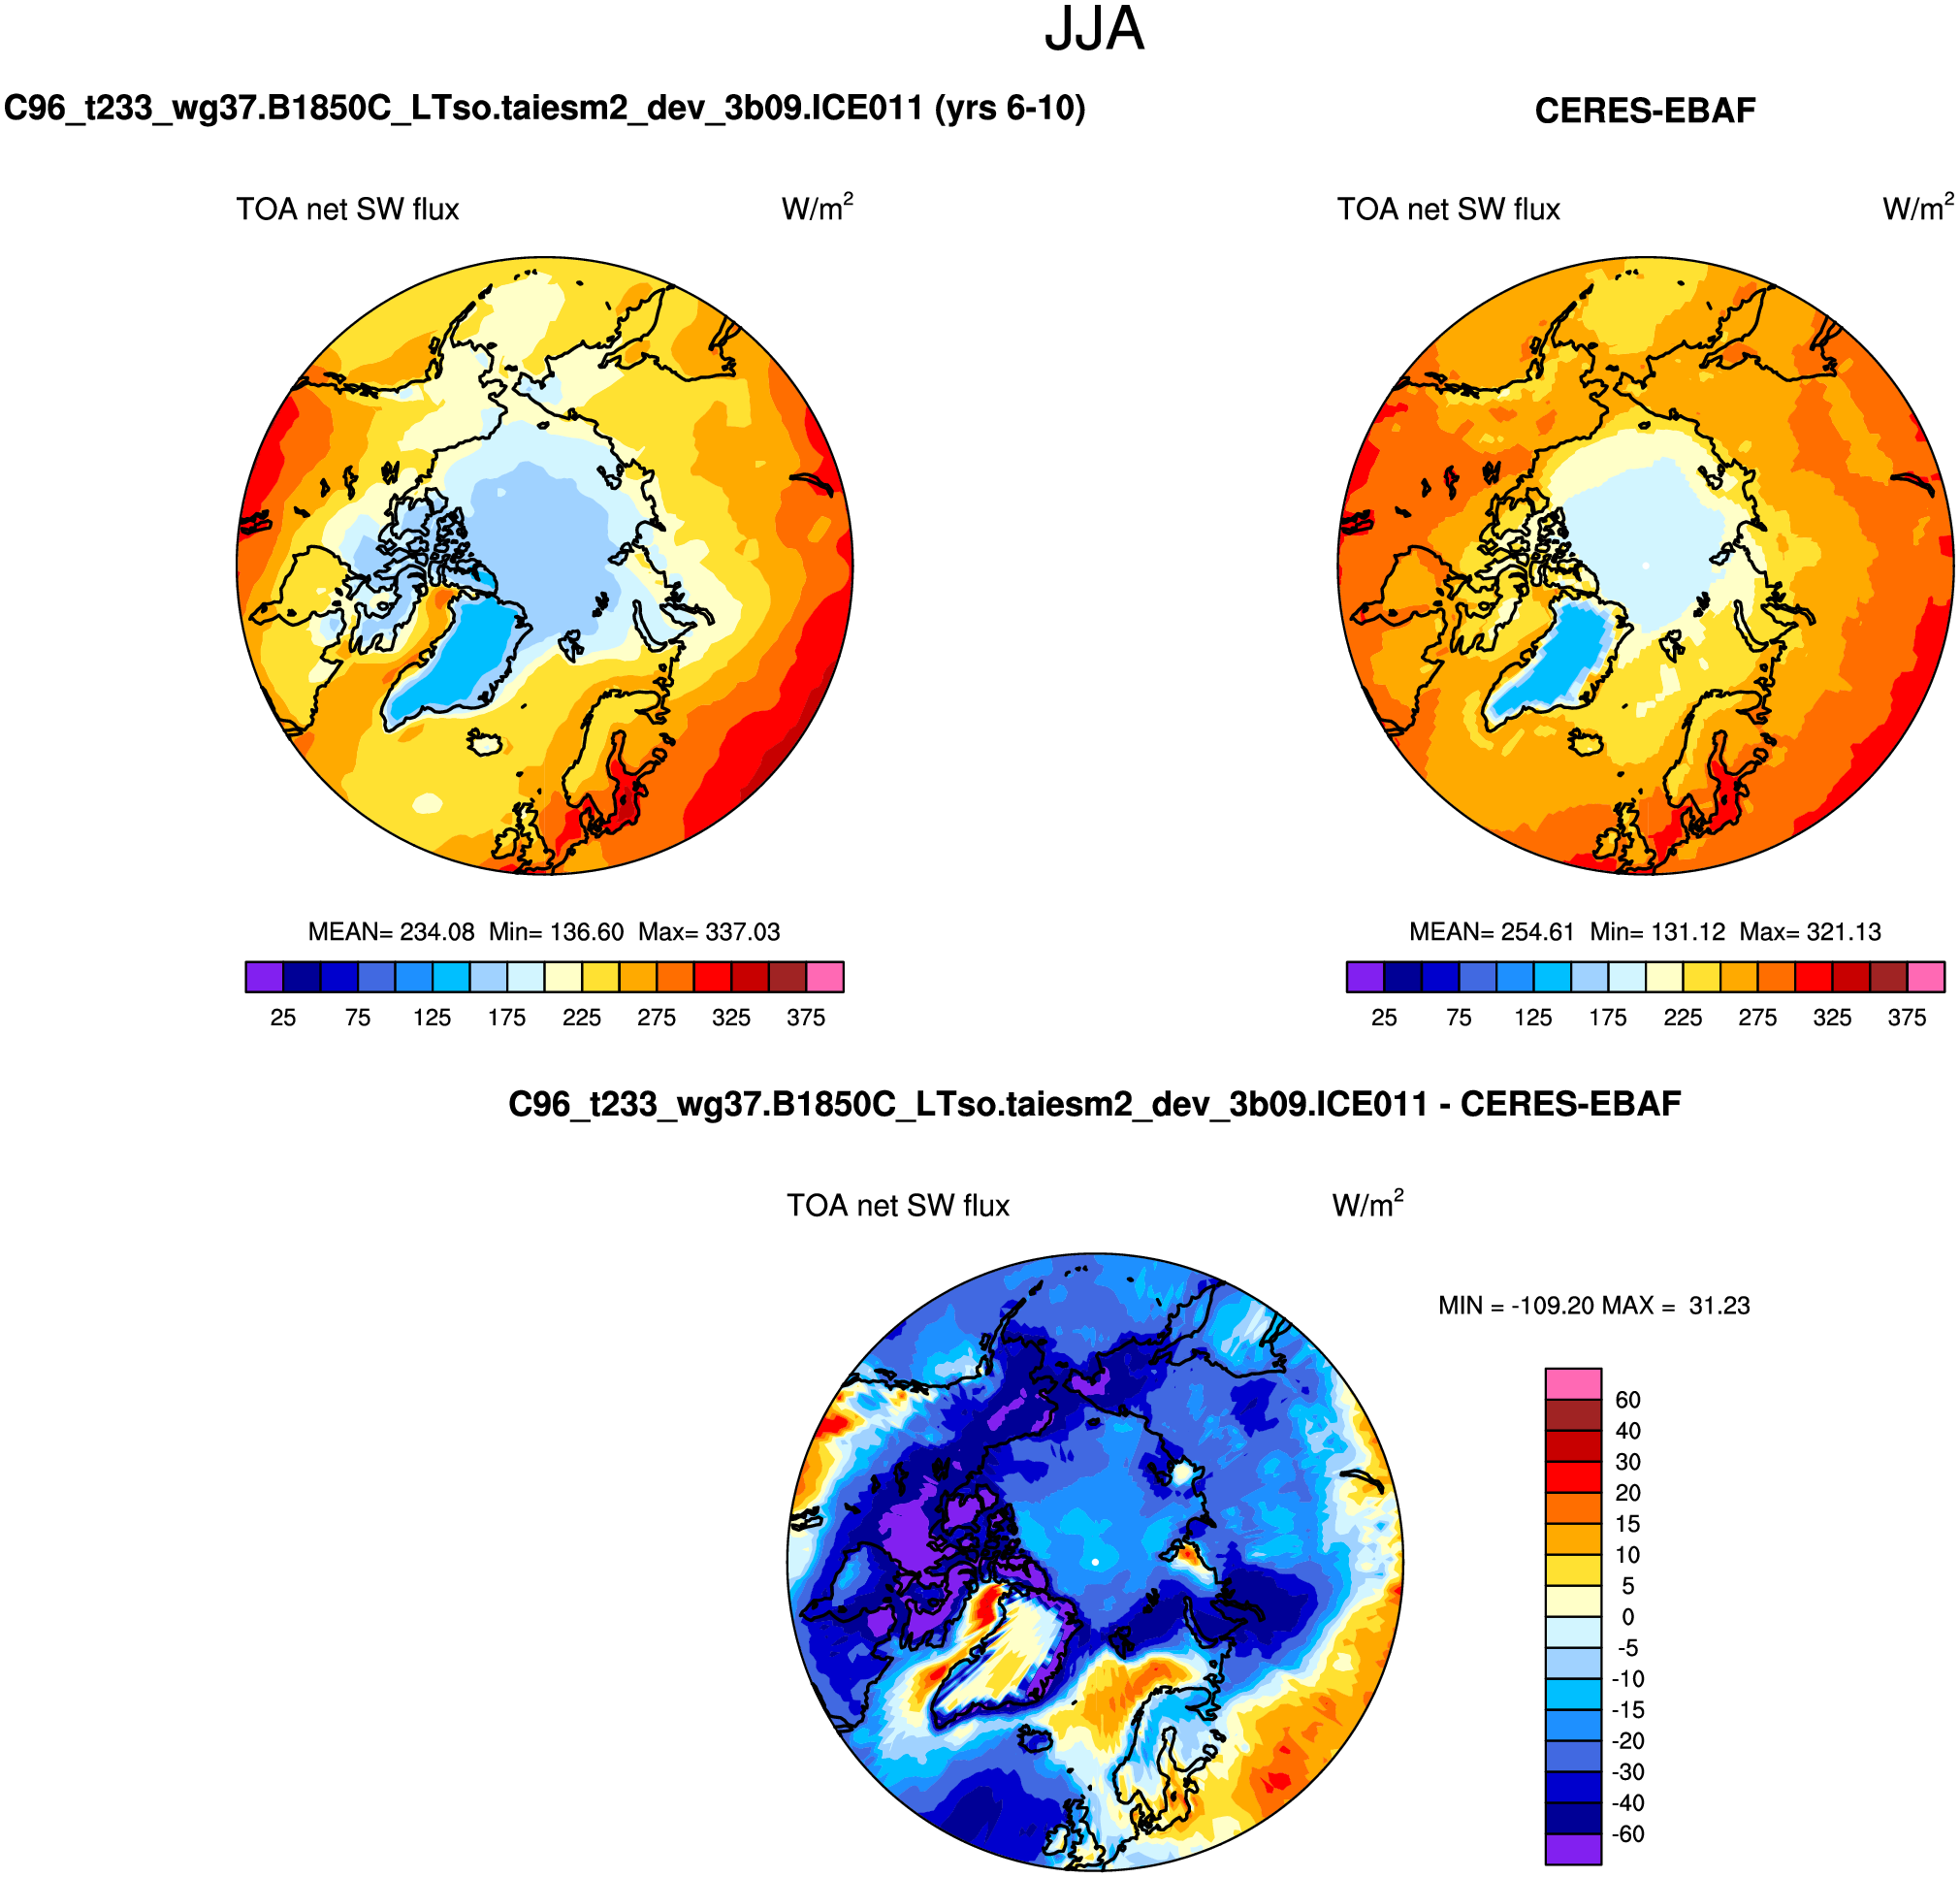 JJA
C96_t233_wg37.B1850C_LTso.taiesm2_dev_3b09.ICE011 (yrs 6-10)
CERES-EBAF
TOA net SW flux W/m²
TOA net SW flux W/m²
MEAN= 234.08 Min= 136.60 Max= 337.03
MEAN= 254.61 Min= 131.12 Max= 321.13
25 75 125 175 225 275 325 375
25 75 125 175 225 275 325 375
C96_t233_wg37.B1850C_LTso.taiesm2_dev_3b09.ICE011 - CERES-EBAF
TOA net SW flux W/m²
MIN = -109.20 MAX = 31.23
60
40
30
20
15
10
5
0
-5
-10
-15
-20
-30
-40
-60